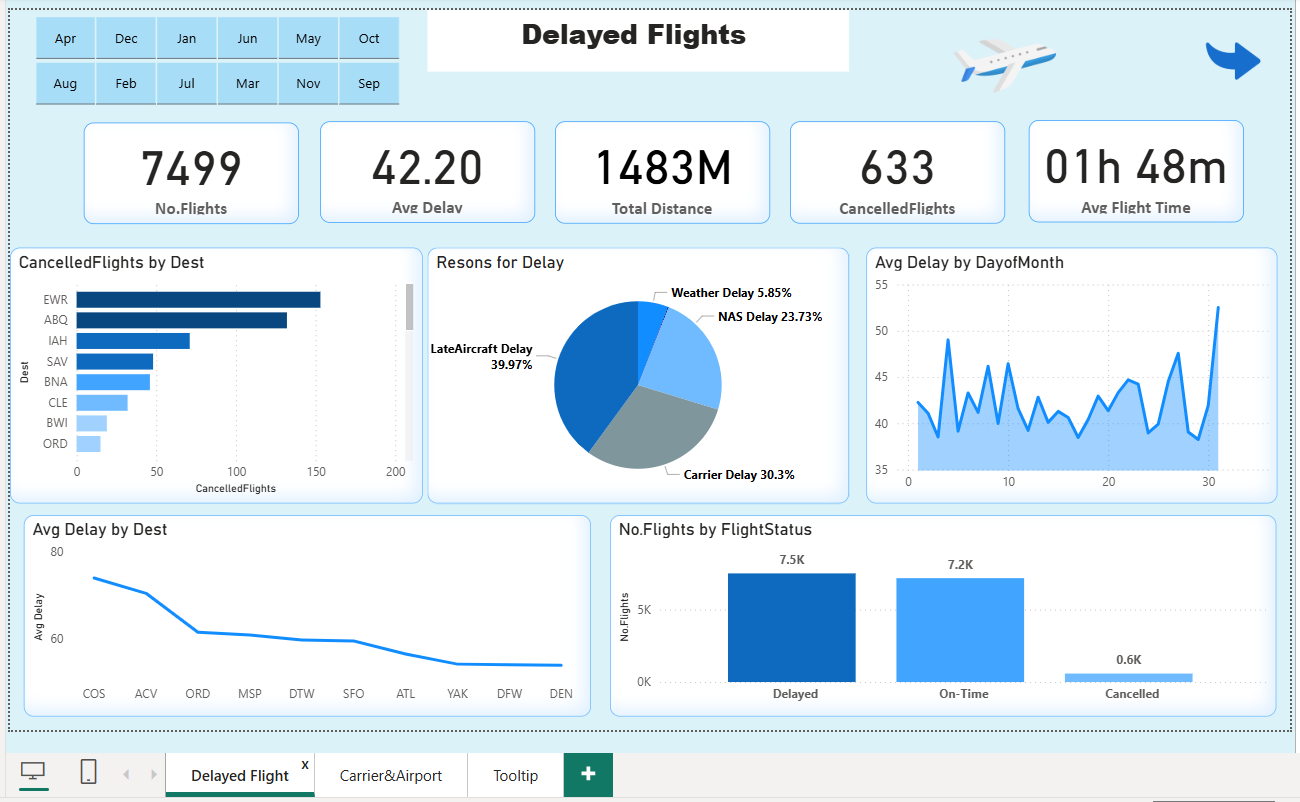 Apr Dec Jan Jun May Oct
Aug Feb Jul Mar Nov Sep
Delayed Flights
7499
No.Flights
42.20
Avg Delay
1483M
Total Distance
633
CancelledFlights
01h 48m
Avg Flight Time
CancelledFlights by Dest
Dest
EWR
ABQ
IAH
SAV
BNA
CLE
BWI
ORD
0 50 100 150 200
CancelledFlights
Resons for Delay
Weather Delay 5.85%
NAS Delay 23.73%
LateAircraft Delay
39.97%
Carrier Delay 30.3%
Avg Delay by DayofMonth
55
50
45
40
35
0 10 20 30
Avg Delay by Dest
Avg Delay
80
60
COS ACV ORD MSP DTW SFO ATL YAK DFW DEN
No.Flights by FlightStatus
No.Flights
5K
0K
7.5K
7.2K
0.6K
Delayed On-Time Cancelled
Delayed Flight x
Carrier&Airport
Tooltip
+